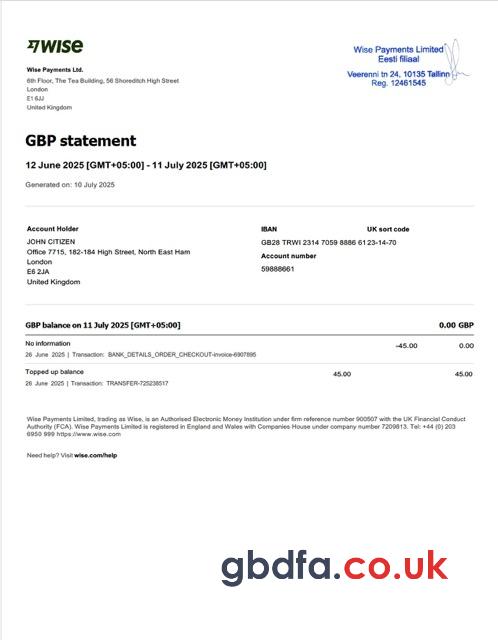 WISE
Wise Payments Limited
Eesti filiaal
Veerenni tn 24, 10135 Tallinn
Reg. 12461545
Wise Payments Ltd.
6th Floor, The Tea Building, 56 Shoreditch High Street
London
E1 6JJ
United Kingdom
GBP statement
12 June 2025 [GMT+05:00] - 11 July 2025 [GMT+05:00]
Generated on: 10 July 2025
Account Holder
JOHN CITIZEN
Office 7715, 182-184 High Street, North East Ham
London
E6 2JA
United Kingdom
IBAN UK sort code
GB28 TRWI 2314 7059 8886 61 23-14-70
Account number
59888661
GBP balance on 11 July 2025 [GMT+05:00] 0.00 GBP
No information -45.00 0.00
26 June 2025 | Transaction: BANK_DETAILS_ORDER_CHECKOUT-invoice-6907895
Topped up balance 45.00 45.00
26 June 2025 | Transaction: TRANSFER-725238517
Wise Payments Limited, trading as Wise, is an Authorised Electronic Money Institution under firm reference number 900507 with the UK Financial Conduct
Authority (FCA). Wise Payments Limited is registered in England and Wales with Companies House under company number 7209813. Tel: +44 (0) 203
6950 999 https://www.wise.com
Need help? Visit wise.com/help
gbdfa.co.uk